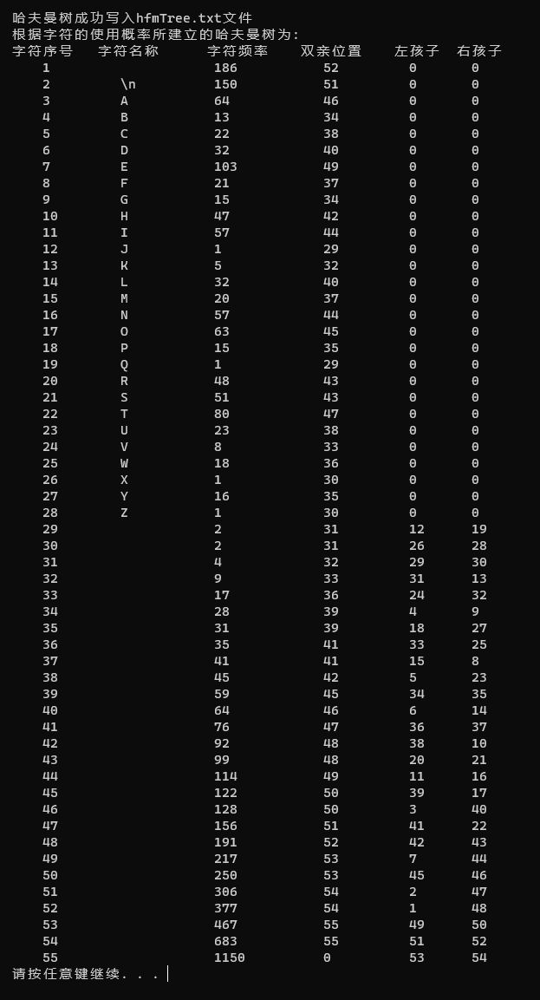 哈夫曼树成功写入hfmTree.txt文件
根据字符的使用概率所建立的哈夫曼树为:
字符序号 字符名称 字符频率 双亲位置 左孩子 右孩子
1 186 52 0 0
2 \n 150 51 0 0
3 A 64 46 0 0
4 B 13 34 0 0
5 C 22 38 0 0
6 D 32 40 0 0
7 E 103 49 0 0
8 F 21 37 0 0
9 G 15 34 0 0
10 H 47 42 0 0
11 I 57 44 0 0
12 J 1 29 0 0
13 K 5 32 0 0
14 L 32 40 0 0
15 M 20 37 0 0
16 N 57 44 0 0
17 O 63 45 0 0
18 P 15 35 0 0
19 Q 1 29 0 0
20 R 48 43 0 0
21 S 51 43 0 0
22 T 80 47 0 0
23 U 23 38 0 0
24 V 8 33 0 0
25 W 18 36 0 0
26 X 1 30 0 0
27 Y 16 35 0 0
28 Z 1 30 0 0
29 2 31 12 19
30 2 31 26 28
31 4 32 29 30
32 9 33 31 13
33 17 36 24 32
34 28 39 4 9
35 31 39 18 27
36 35 41 33 25
37 41 41 15 8
38 45 42 5 23
39 59 45 34 35
40 64 46 6 14
41 76 47 36 37
42 92 48 38 10
43 99 48 20 21
44 114 49 11 16
45 122 50 39 17
46 128 50 3 40
47 156 51 41 22
48 191 52 42 43
49 217 53 7 44
50 250 53 45 46
51 306 54 2 47
52 377 54 1 48
53 467 55 49 50
54 683 55 51 52
55 1150 0 53 54
请按任意键继续. . .